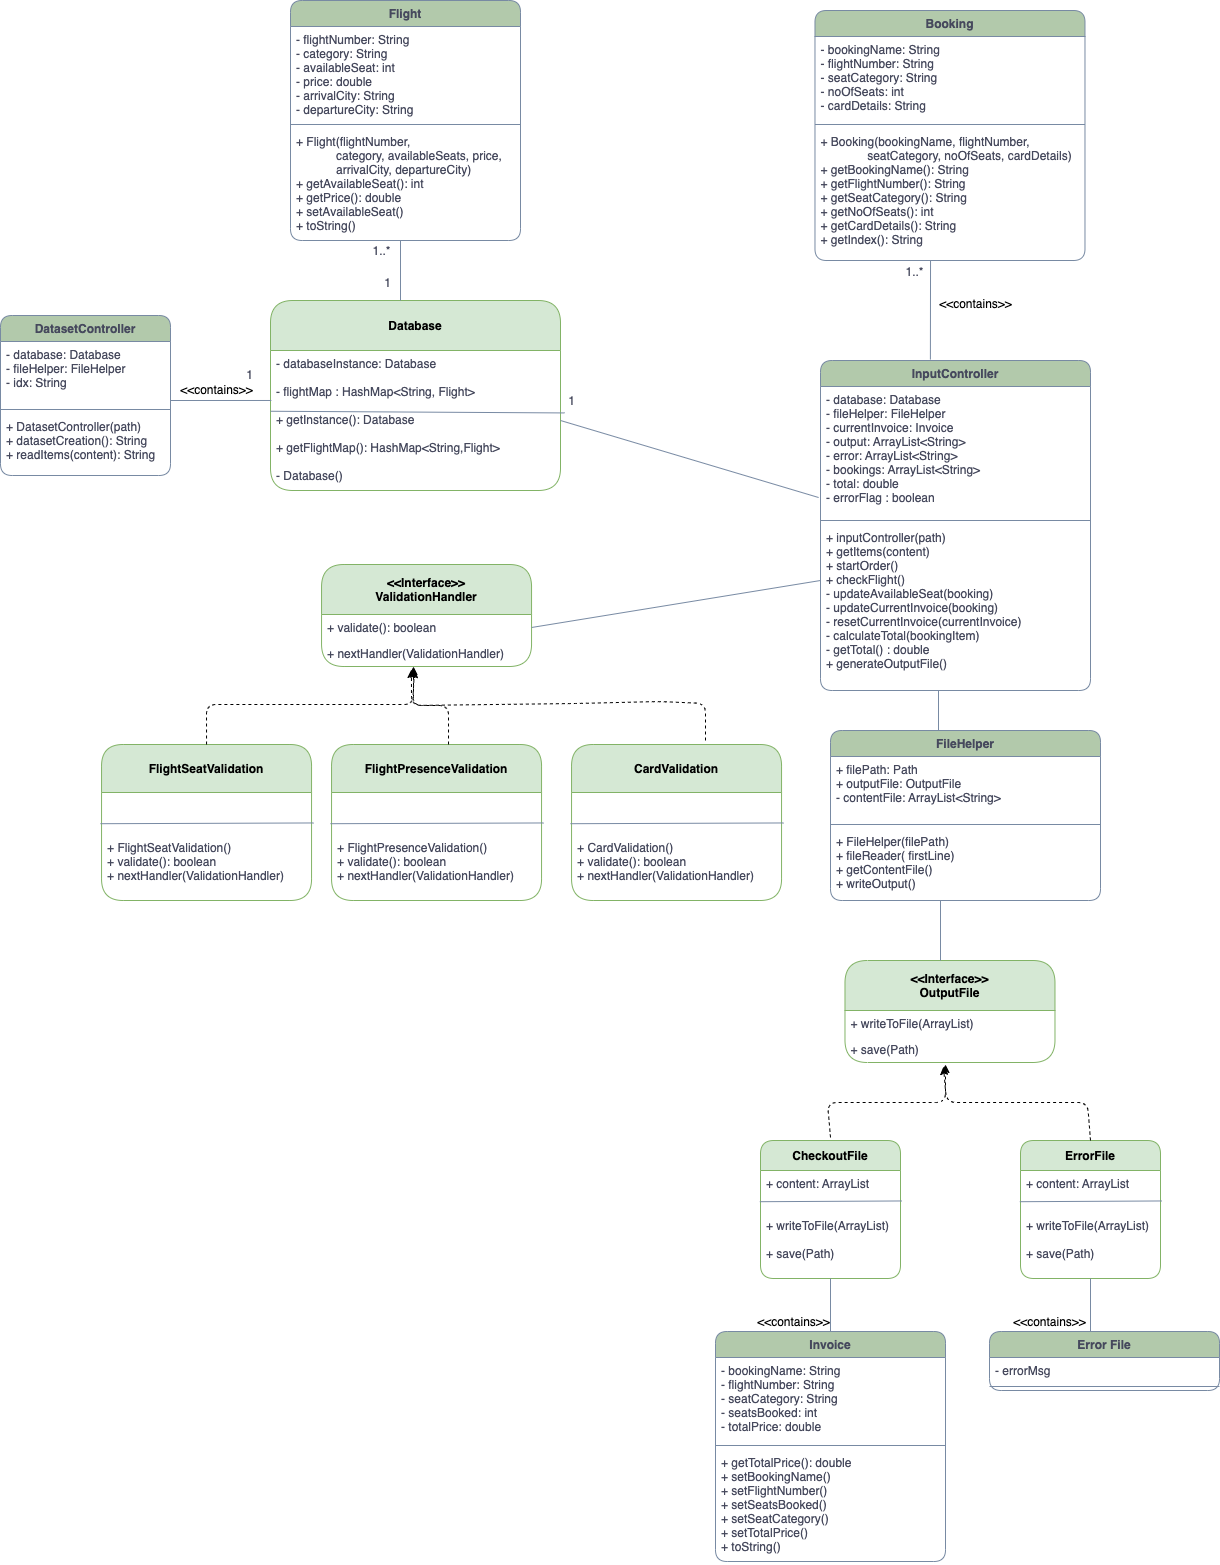 Flight
- flightNumber: String
- category: String
- availableSeat: int
- price: double
- arrivalCity: String
- departureCity: String
+ Flight(flightNumber,
category, availableSeats, price,
arrivalCity, departureCity)
+ getAvailableSeat(): int
+ getPrice(): double
+ setAvailableSeat()
+ toString()
1..*
1
Booking
- bookingName: String
- flightNumber: String
- seatCategory: String
- noOfSeats: int
- cardDetails: String
+ Booking(bookingName, flightNumber,
seatCategory, noOfSeats, cardDetails)
+ getBookingName(): String
+ getFlightNumber(): String
+ getSeatCategory(): String
+ getNoOfSeats(): int
+ getCardDetails(): String
+ getIndex(): String
1..*
<<contains>>
DatasetController
- database: Database
- fileHelper: FileHelper
- idx: String
+ DatasetController(path)
+ datasetCreation(): String
+ readItems(content): String
1
<<contains>>
Database
- databaseInstance: Database
- flightMap : HashMap<String, Flight>
+ getInstance(): Database
+ getFlightMap(): HashMap<String,Flight>
- Database()
1
InputController
- database: Database
- fileHelper: FileHelper
- currentInvoice: Invoice
- output: ArrayList<String>
- error: ArrayList<String>
- bookings: ArrayList<String>
- total: double
- errorFlag : boolean
+ inputController(path)
+ getItems(content)
+ startOrder()
+ checkFlight()
- updateAvailableSeat(booking)
- updateCurrentInvoice(booking)
- resetCurrentInvoice(currentInvoice)
- calculateTotal(bookingItem)
- getTotal() : double
+ generateOutputFile()
<<Interface>>
ValidationHandler
+ validate(): boolean
+ nextHandler(ValidationHandler)
FlightSeatValidation
+ FlightSeatValidation()
+ validate(): boolean
+ nextHandler(ValidationHandler)
FlightPresenceValidation
+ FlightPresenceValidation()
+ validate(): boolean
+ nextHandler(ValidationHandler)
CardValidation
+ CardValidation()
+ validate(): boolean
+ nextHandler(ValidationHandler)
FileHelper
+ filePath: Path
+ outputFile: OutputFile
- contentFile: ArrayList<String>
+ FileHelper(filePath)
+ fileReader( firstLine)
+ getContentFile()
+ writeOutput()
<<Interface>>
OutputFile
+ writeToFile(ArrayList)
+ save(Path)
CheckoutFile
+ content: ArrayList
+ writeToFile(ArrayList)
+ save(Path)
ErrorFile
+ content: ArrayList
+ writeToFile(ArrayList)
+ save(Path)
<<contains>>
<<contains>>
Invoice
- bookingName: String
- flightNumber: String
- seatCategory: String
- seatsBooked: int
- totalPrice: double
+ getTotalPrice(): double
+ setBookingName()
+ setFlightNumber()
+ setSeatsBooked()
+ setSeatCategory()
+ setTotalPrice()
+ toString()
Error File
- errorMsg